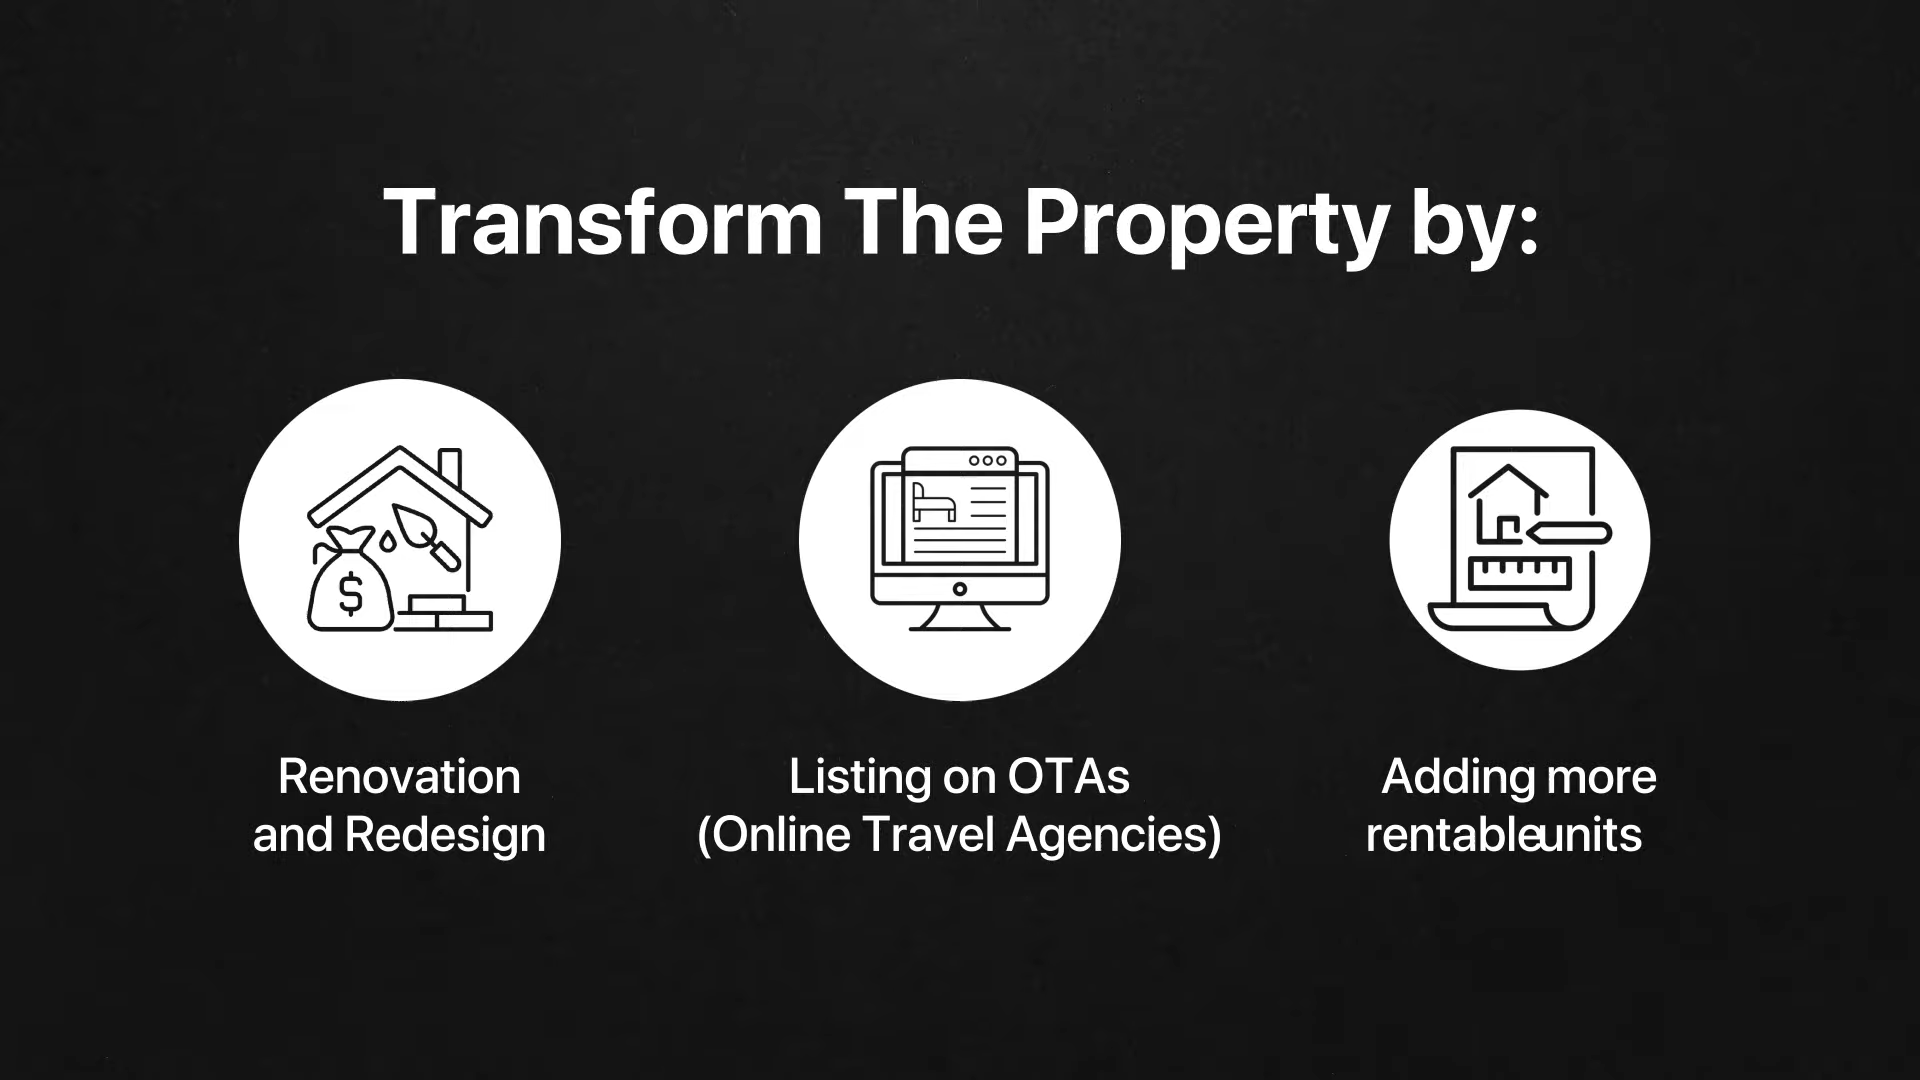 Transform The Property by:
Renovation
and Redesign
Listing on OTAs
(Online Travel Agencies)
Adding more
rentableunits
$